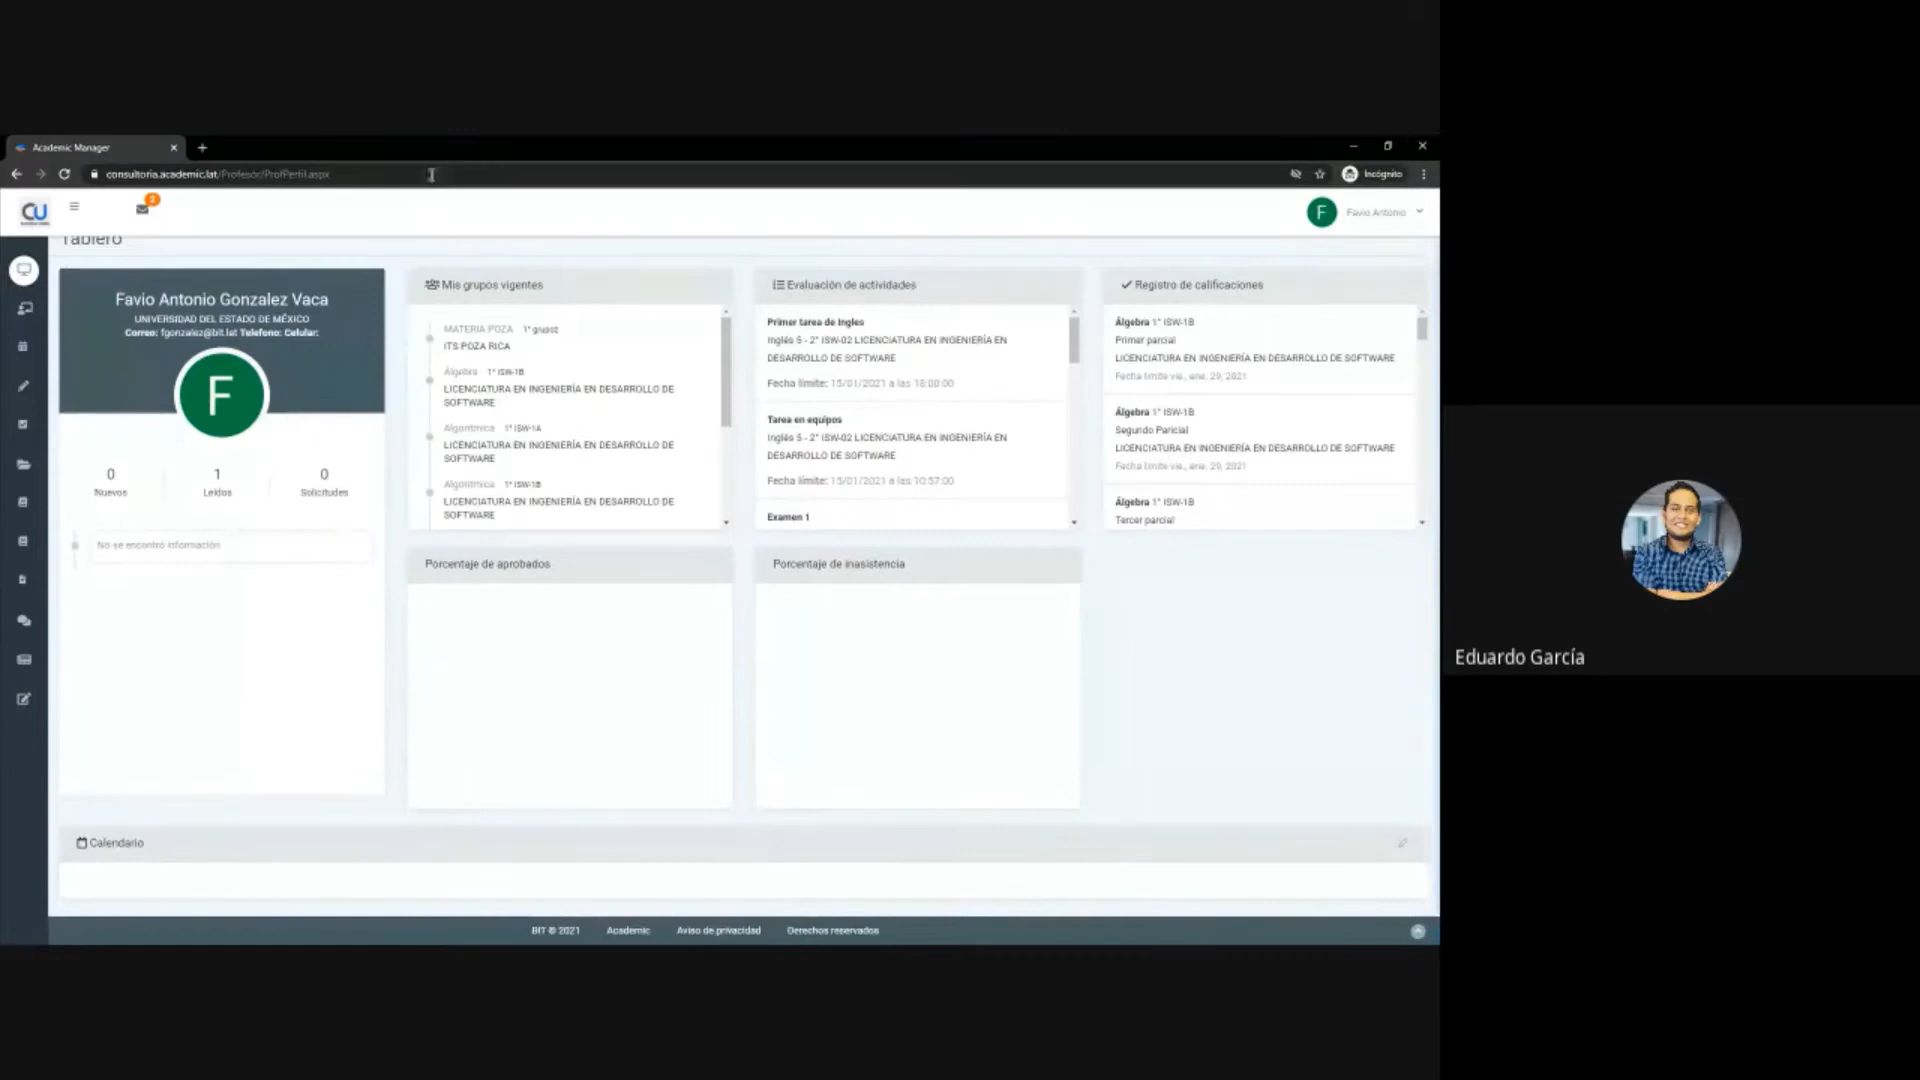 Academic Manager
consultoria.academic.lat/Profesor/ProfPerfil.aspx
Incógnito
CU
2
F
Favio Antonio
Tablero
Favio Antonio Gonzalez Vaca
UNIVERSIDAD DEL ESTADO DE MÉXICO
Correo: fgonzalez@bit.lat Telefono: Celular:
F
0
Nuevos
1
Leídos
0
Solicitudes
No se encontro información
Mis grupos vigentes
MATERIA POZA 1° grupoz
ITS POZA RICA
Álgebra 1° ISW-1B
LICENCIATURA EN INGENIERÍA EN DESARROLLO DE
SOFTWARE
Algorítmica 1° ISW-1A
LICENCIATURA EN INGENIERÍA EN DESARROLLO DE
SOFTWARE
Algorítmica 1° ISW-1B
LICENCIATURA EN INGENIERÍA EN DESARROLLO DE
SOFTWARE
Evaluación de actividades
Primer tarea de Ingles
Inglés 5 - 2° ISW-02 LICENCIATURA EN INGENIERÍA EN
DESARROLLO DE SOFTWARE
Fecha límite: 15/01/2021 a las 18:00:00
Tarea en equipos
Inglés 5 - 2° ISW-02 LICENCIATURA EN INGENIERÍA EN
DESARROLLO DE SOFTWARE
Fecha límite: 15/01/2021 a las 10:57:00
Examen 1
Registro de calificaciones
Álgebra 1° ISW-1B
Primer parcial
LICENCIATURA EN INGENIERÍA EN DESARROLLO DE SOFTWARE
Fecha límite vie., ene. 29, 2021
Álgebra 1° ISW-1B
Segundo Paricial
LICENCIATURA EN INGENIERÍA EN DESARROLLO DE SOFTWARE
Fecha límite vie., ene. 29, 2021
Álgebra 1° ISW-1B
Tercer parcial
Porcentaje de aprobados
Porcentaje de inasistencia
Calendario
BIT © 2021 Academic Aviso de privacidad Derechos reservados
Eduardo García